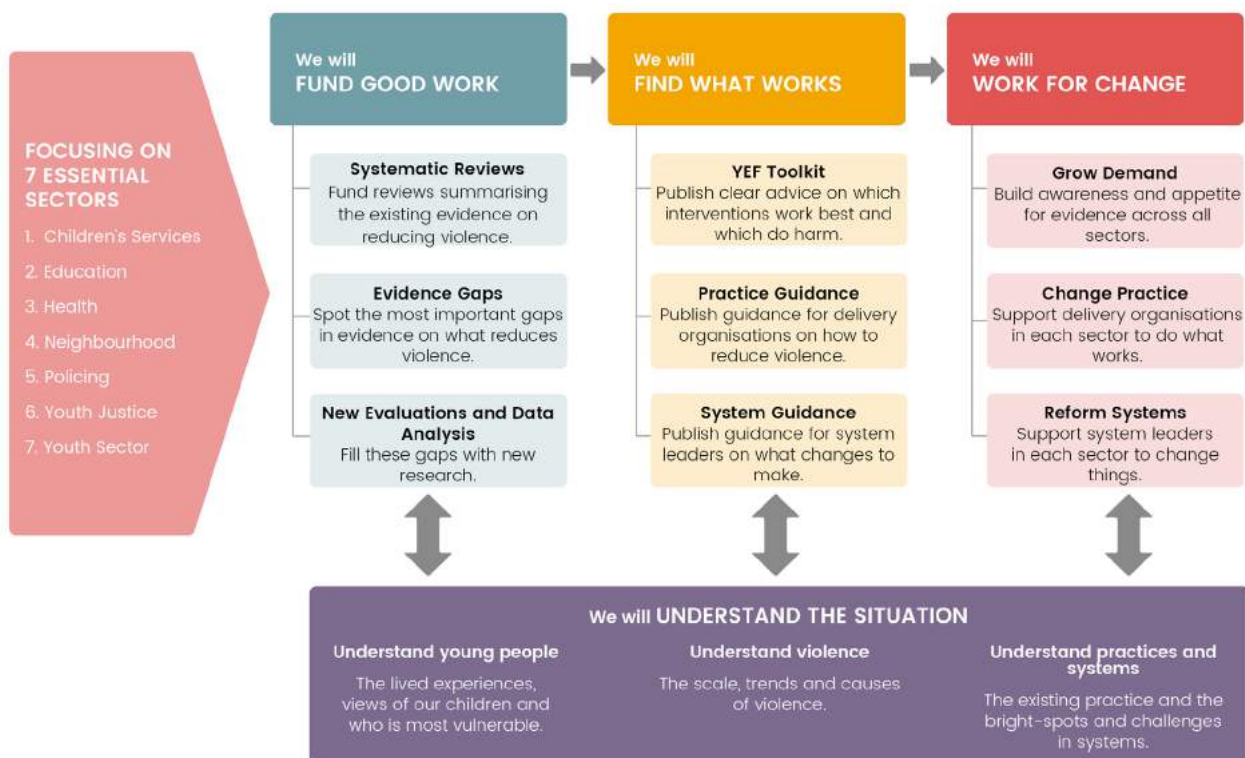 FOCUSING ON
7 ESSENTIAL
SECTORS
1. Children's Services
2. Education
3. Health
4. Neighbourhood
5. Policing
6. Youth Justice
7. Youth Sector
We will
FUND GOOD WORK
Systematic Reviews
Fund reviews summarising
the existing evidence on
reducing violence.
Evidence Gaps
Spot the most important gaps
in evidence on what reduces
violence.
New Evaluations and Data
Analysis
Fill these gaps with new
research.
We will
FIND WHAT WORKS
YEF Toolkit
Publish clear advice on which
interventions work best and
which do harm.
Practice Guidance
Publish guidance for delivery
organisations on how to
reduce violence.
System Guidance
Publish guidance for system
leaders on what changes to
make.
We will
WORK FOR CHANGE
Grow Demand
Build awareness and appetite
for evidence across all
sectors.
Change Practice
Support delivery organisations
in each sector to do what
works.
Reform Systems
Support system leaders
in each sector to change
things.
We will UNDERSTAND THE SITUATION
Understand young people
The lived experiences,
views of our children and
who is most vulnerable.
Understand violence
The scale, trends and causes
of violence.
Understand practices and
systems
The existing practice and the
bright-spots and challenges
in systems.